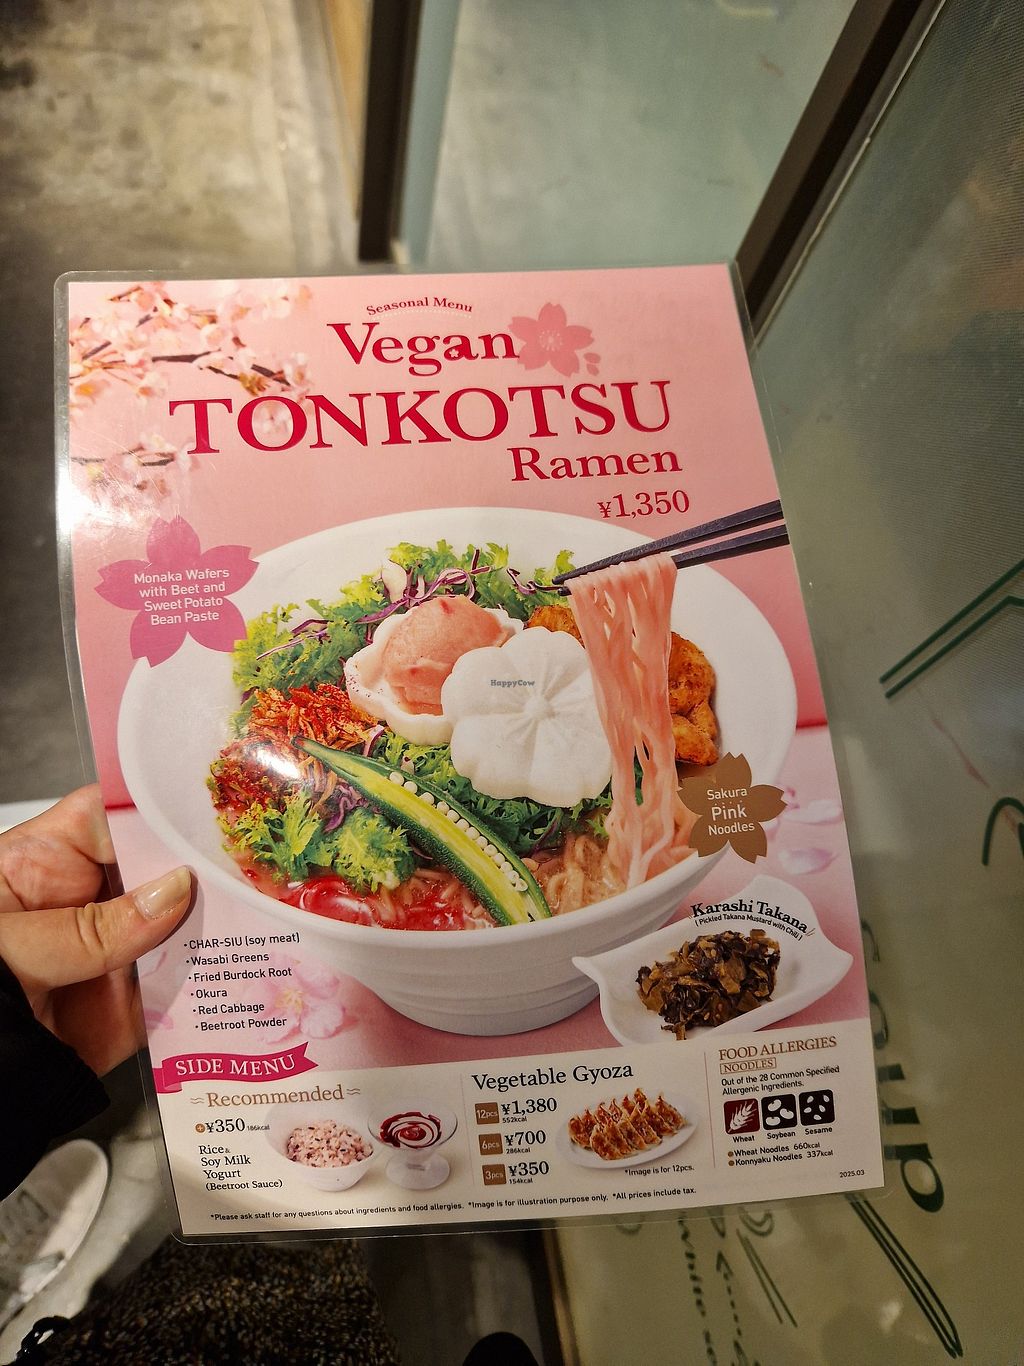 Seasonal Menu
Vegan
TONKOTSU
Ramen
¥1,350
Monaka Wafers
with Beet and
Sweet Potato
Bean Paste
HappyCow
Sakura
Pink
Noodles
Karashi Takana
(Pickled Takana Mustard with Chili)
•CHAR-SIU (soy meat)
•Wasabi Greens
•Fried Burdock Root
•Okura
•Red Cabbage
•Beetroot Powder
SIDE MENU
Recommended
+¥350 186kcal
Rice &
Soy Milk
Yogurt
(Beetroot Sauce)
Vegetable Gyoza
12pcs ¥1,380
552kcal
6pcs ¥700
286kcal
3pcs ¥350
154kcal
*Image is for 12pcs.
FOOD ALLERGIES
NOODLES
Out of the 28 Common Specified
Allergenic Ingredients.
Wheat Soybean Sesame
Wheat Noodles 660kcal
Konnyaku Noodles 337kcal
2025.03
*Please ask staff for any questions about ingredients and food allergies. *Image is for illustration purpose only. *All prices include tax.